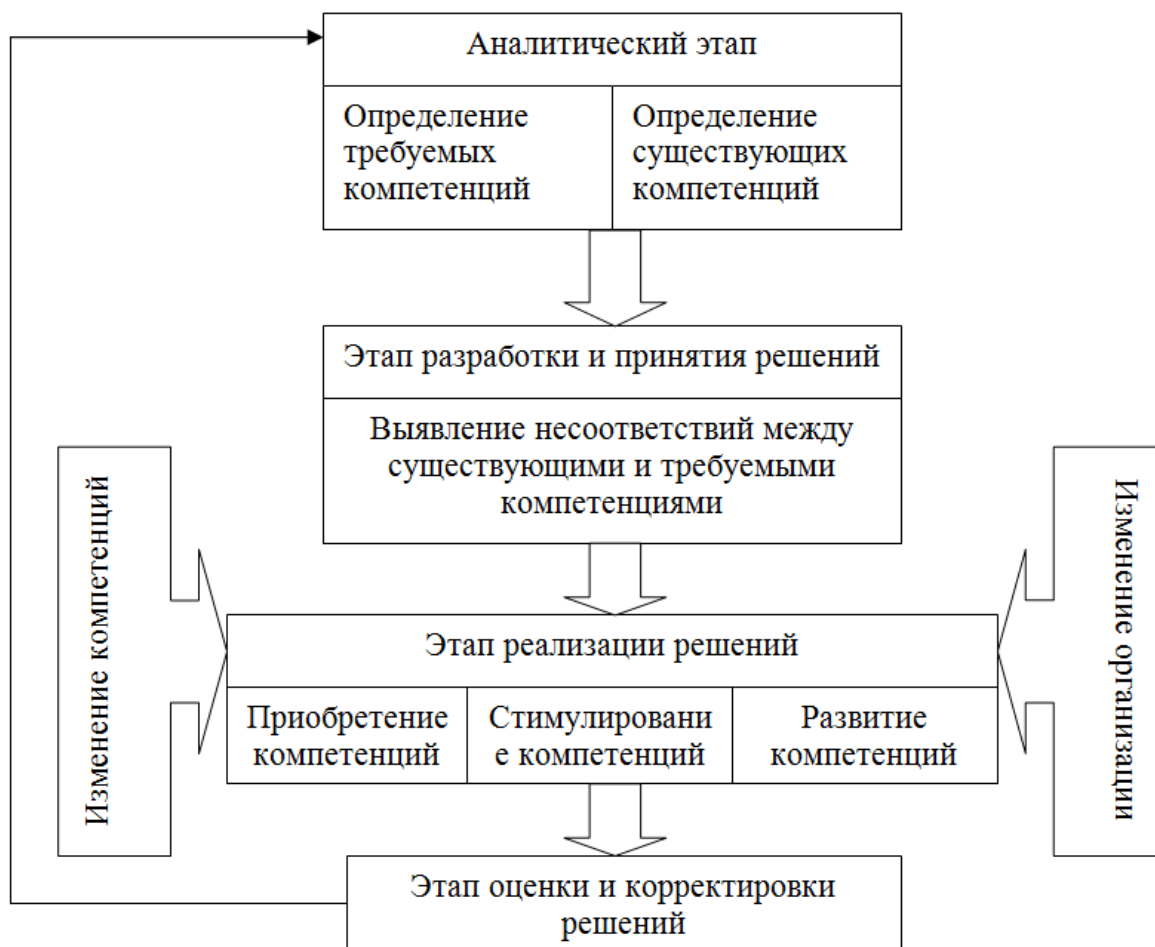 Аналитический этап
Определение
требуемых
компетенций
Определение
существующих
компетенций
Этап разработки и принятия решений
Выявление несоответствий между
существующими и требуемыми
компетенциями
Изменение компетенций
Изменение организации
Этап реализации решений
Приобретение
компетенций
Стимулировани
е компетенций
Развитие
компетенций
Этап оценки и корректировки
решений